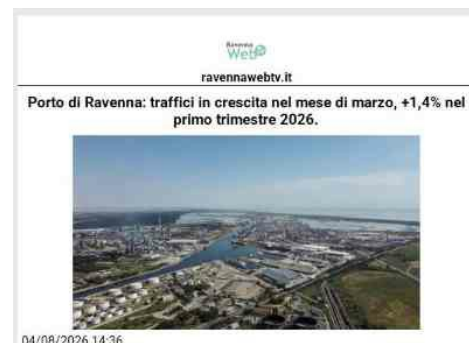 Ravenna
Web
ravennawebtv.it
Porto di Ravenna: traffici in crescita nel mese di marzo, +1,4% nel
primo trimestre 2026.
04/08/2026 14:36